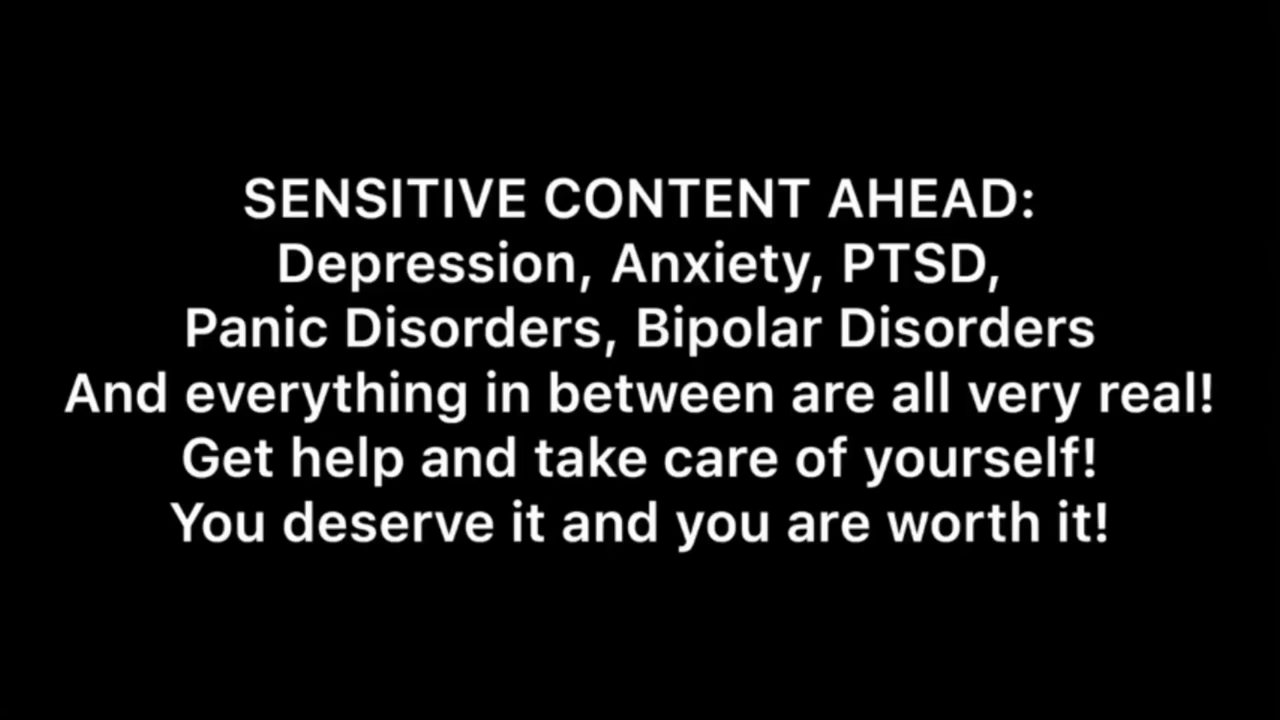 SENSITIVE CONTENT AHEAD:
Depression, Anxiety, PTSD,
Panic Disorders, Bipolar Disorders
And everything in between are all very real!
Get help and take care of yourself!
You deserve it and you are worth it!